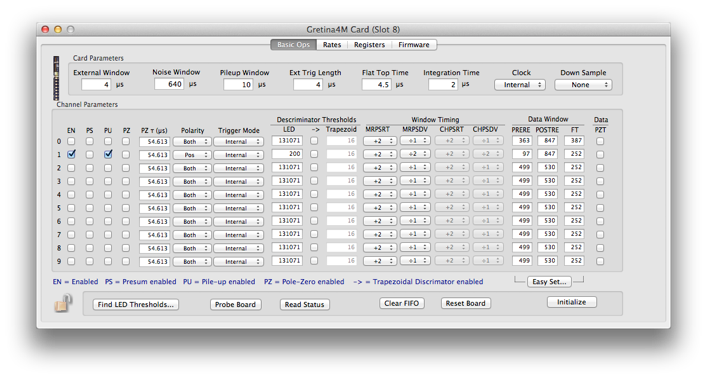 Gretina4M Card (Slot 8)
Basic Ops Rates Registers Firmware
Card Parameters
External Window Noise Window Pileup Window Ext Trig Length Flat Top Time Integration Time Clock Down Sample
4 µs 640 µs 10 µs 4 µs 4.5 µs 2 µs Internal None
Channel Parameters
Descriminator Thresholds Window Timing Data Window Data
EN PS PU PZ PZ τ (µs) Polarity Trigger Mode LED -> Trapezoid MRPSRT MRPSDV CHPSRT CHPSDV PRERE POSTRE FT PZT
0 54.613 Both Internal 131071 16 ÷2 ÷1 ÷2 ÷1 363 847 387
1 54.613 Pos Internal 200 16 ÷2 ÷2 ÷2 ÷1 97 847 252
2 54.613 Both Internal 131071 16 ÷2 ÷1 ÷2 ÷1 499 530 252
3 54.613 Both Internal 131071 16 ÷2 ÷1 ÷2 ÷1 499 530 252
4 54.613 Both Internal 131071 16 ÷2 ÷1 ÷2 ÷1 499 530 252
5 54.613 Both Internal 131071 16 ÷2 ÷1 ÷2 ÷1 499 530 252
6 54.613 Both Internal 131071 16 ÷2 ÷1 ÷2 ÷1 499 530 252
7 54.613 Both Internal 131071 16 ÷2 ÷1 ÷2 ÷1 499 530 252
8 54.613 Both Internal 131071 16 ÷2 ÷1 ÷2 ÷1 499 530 252
9 54.613 Both Internal 131071 16 ÷2 ÷1 ÷2 ÷1 499 530 252
EN = Enabled PS = Presum enabled PU = Pile-up enabled PZ = Pole-Zero enabled -> = Trapezoidal Discrimator enabled Easy Set...
Find LED Thresholds... Probe Board Read Status Clear FIFO Reset Board Initialize